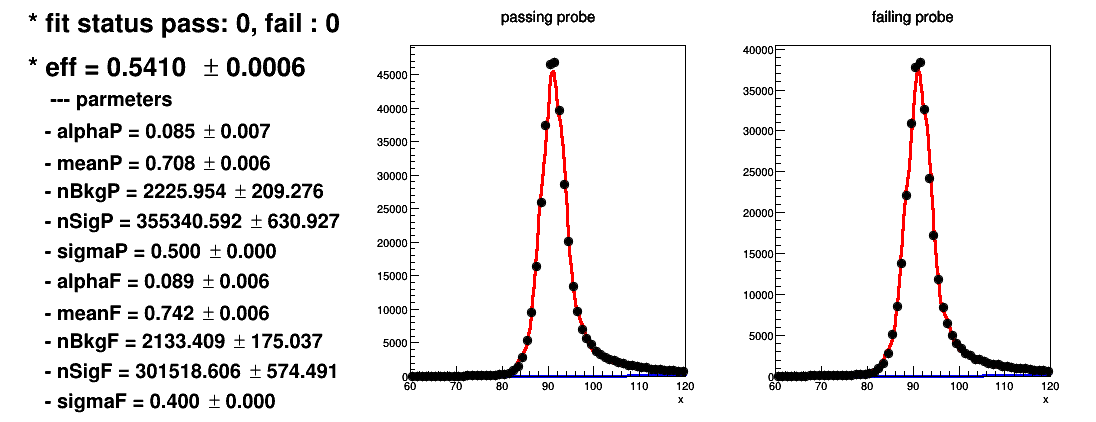 * fit status pass: 0, fail : 0
* eff = 0.5410 ± 0.0006
--- parmeters
- alphaP = 0.085 ± 0.007
- meanP = 0.708 ± 0.006
- nBkgP = 2225.954 ± 209.276
- nSigP = 355340.592 ± 630.927
- sigmaP = 0.500 ± 0.000
- alphaF = 0.089 ± 0.006
- meanF = 0.742 ± 0.006
- nBkgF = 2133.409 ± 175.037
- nSigF = 301518.606 ± 574.491
- sigmaF = 0.400 ± 0.000
passing probe
45000
40000
35000
30000
25000
20000
15000
10000
5000
0
60 70 80 90 100 110 120
x
failing probe
40000
35000
30000
25000
20000
15000
10000
5000
0
60 70 80 90 100 110 120
x